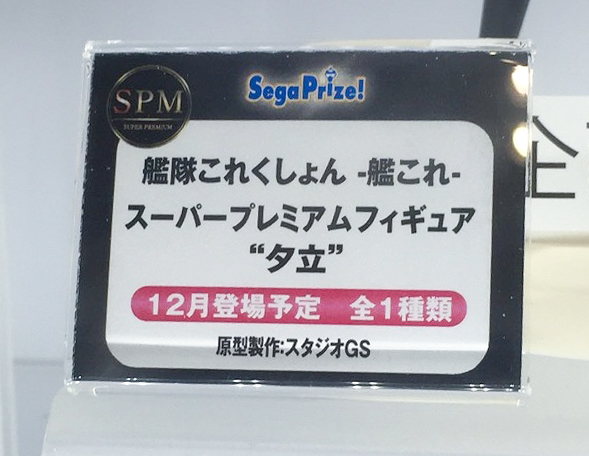 SPM
SUPER PREMIUM
SegaPrize!
艦隊これくしょん -艦これ-
スーパープレミアムフィギュア
“夕立”
12月登場予定 全1種類
原型製作:スタジオGS
全